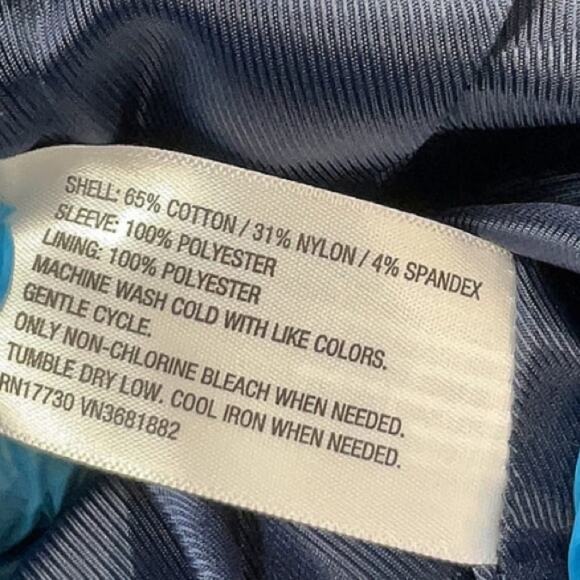 SHELL: 65% COTTON / 31% NYLON / 4% SPANDEX
SLEEVE: 100% POLYESTER
LINING: 100% POLYESTER
MACHINE WASH COLD WITH LIKE COLORS.
GENTLE CYCLE.
ONLY NON-CHLORINE BLEACH WHEN NEEDED.
TUMBLE DRY LOW. COOL IRON WHEN NEEDED.
RN17730 VN3681882